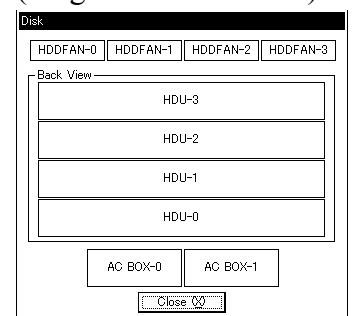 Disk
HDDFAN-0 HDDFAN-1 HDDFAN-2 HDDFAN-3
Back View
HDU-3
HDU-2
HDU-1
HDU-0
AC BOX-0 AC BOX-1
Close (X)